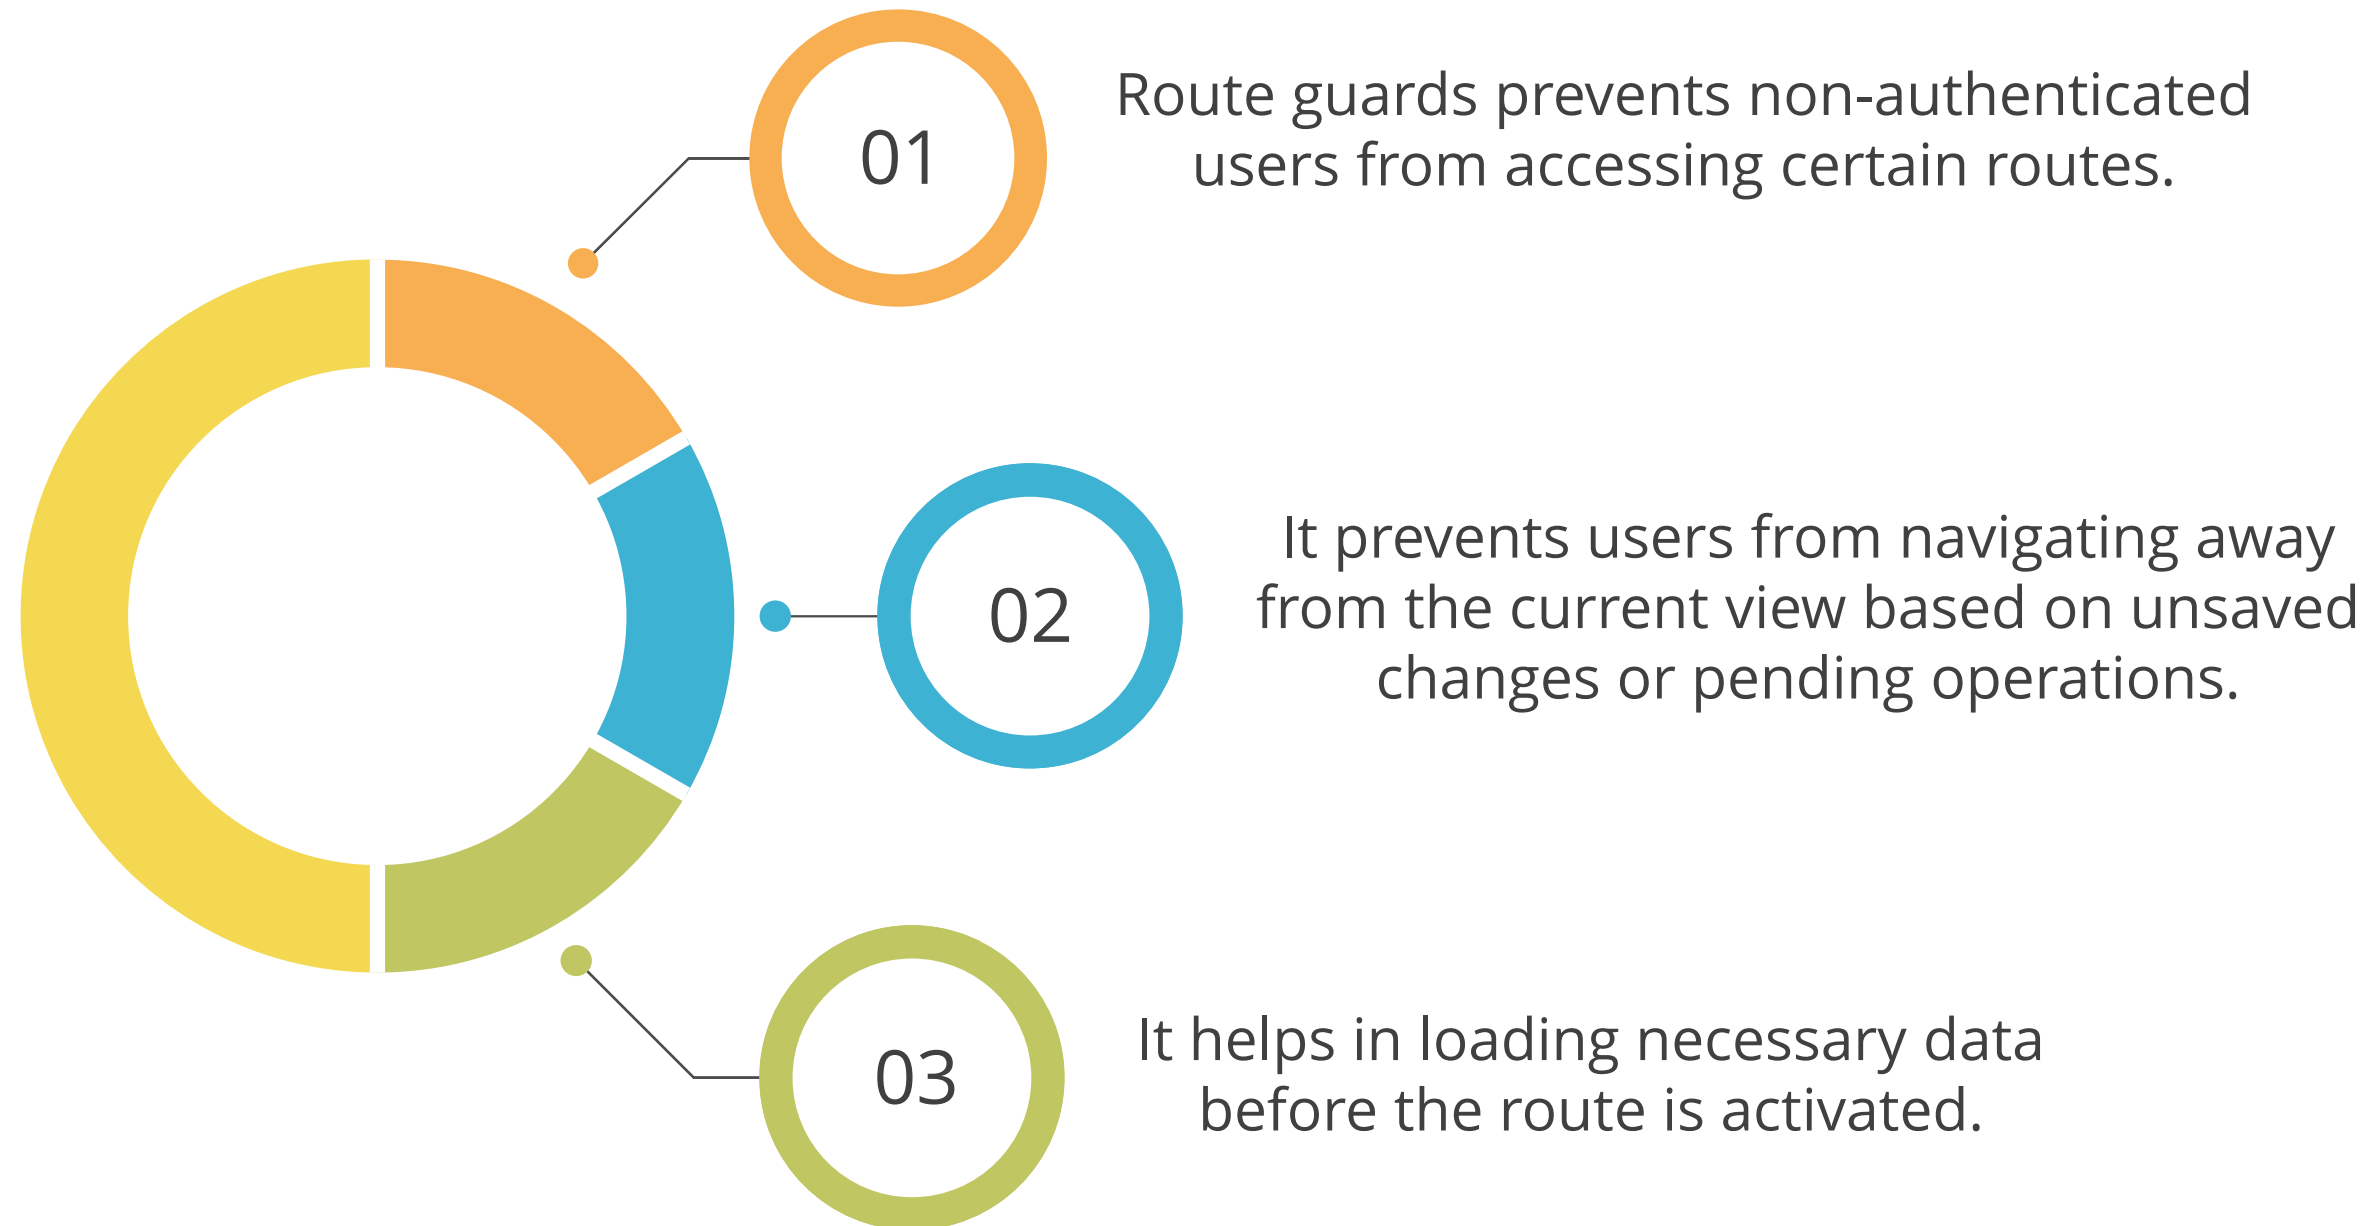 01
Route guards prevents non-authenticated
users from accessing certain routes.
02
It prevents users from navigating away
from the current view based on unsaved
changes or pending operations.
03
It helps in loading necessary data
before the route is activated.